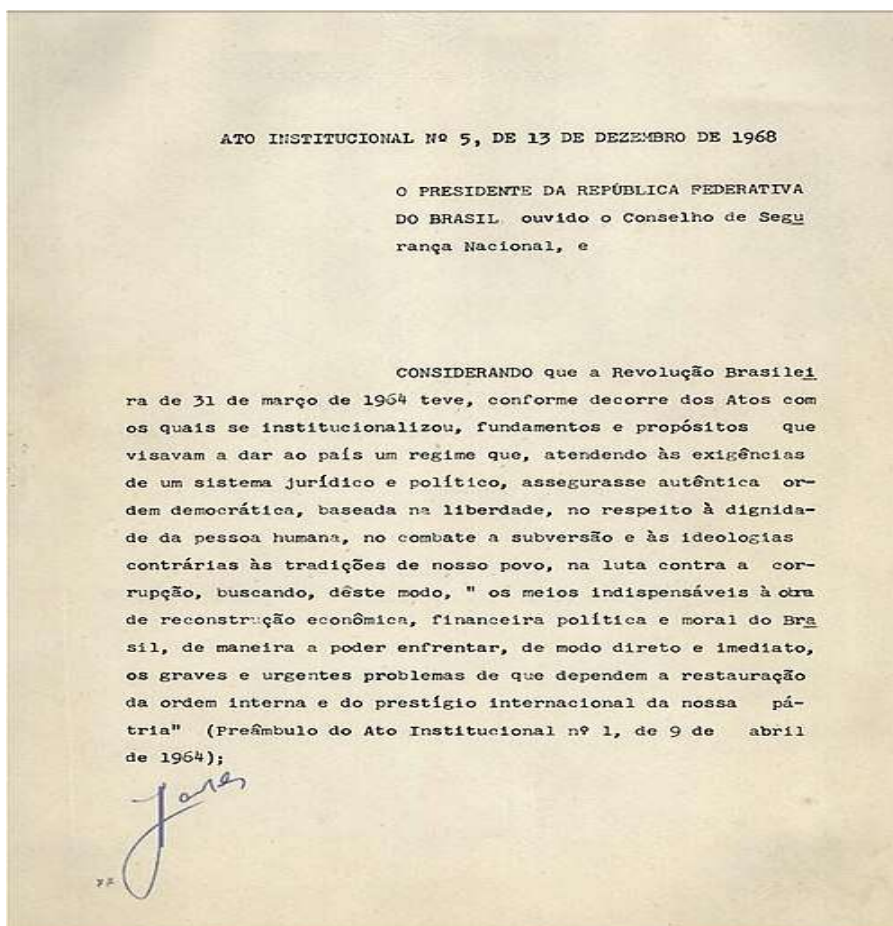 ATO INSTITUCIONAL Nº 5, DE 13 DE DEZEMBRO DE 1968
O PRESIDENTE DA REPÚBLICA FEDERATIVA
DO BRASIL ouvido o Conselho de Segu
rança Nacional, e
CONSIDERANDO que a Revolução Brasilei
ra de 31 de março de 1964 teve, conforme decorre dos Atos com
os quais se institucionalizou, fundamentos e propósitos que
visavam a dar ao país um regime que, atendendo às exigências
de um sistema jurídico e político, assegurasse autêntica or-
dem democrática, baseada na liberdade, no respeito à dignida-
de da pessoa humana, no combate a subversão e às ideologias
contrárias às tradições de nosso povo, na luta contra a cor-
rupção, buscando, dêste modo, " os meios indispensáveis à obra
de reconstrução econômica, financeira política e moral do Bra
sil, de maneira a poder enfrentar, de modo direto e imediato,
os graves e urgentes problemas de que dependem a restauração
da ordem interna e do prestígio internacional da nossa pá-
tria" (Preâmbulo do Ato Institucional nº 1, de 9 de abril
de 1964);